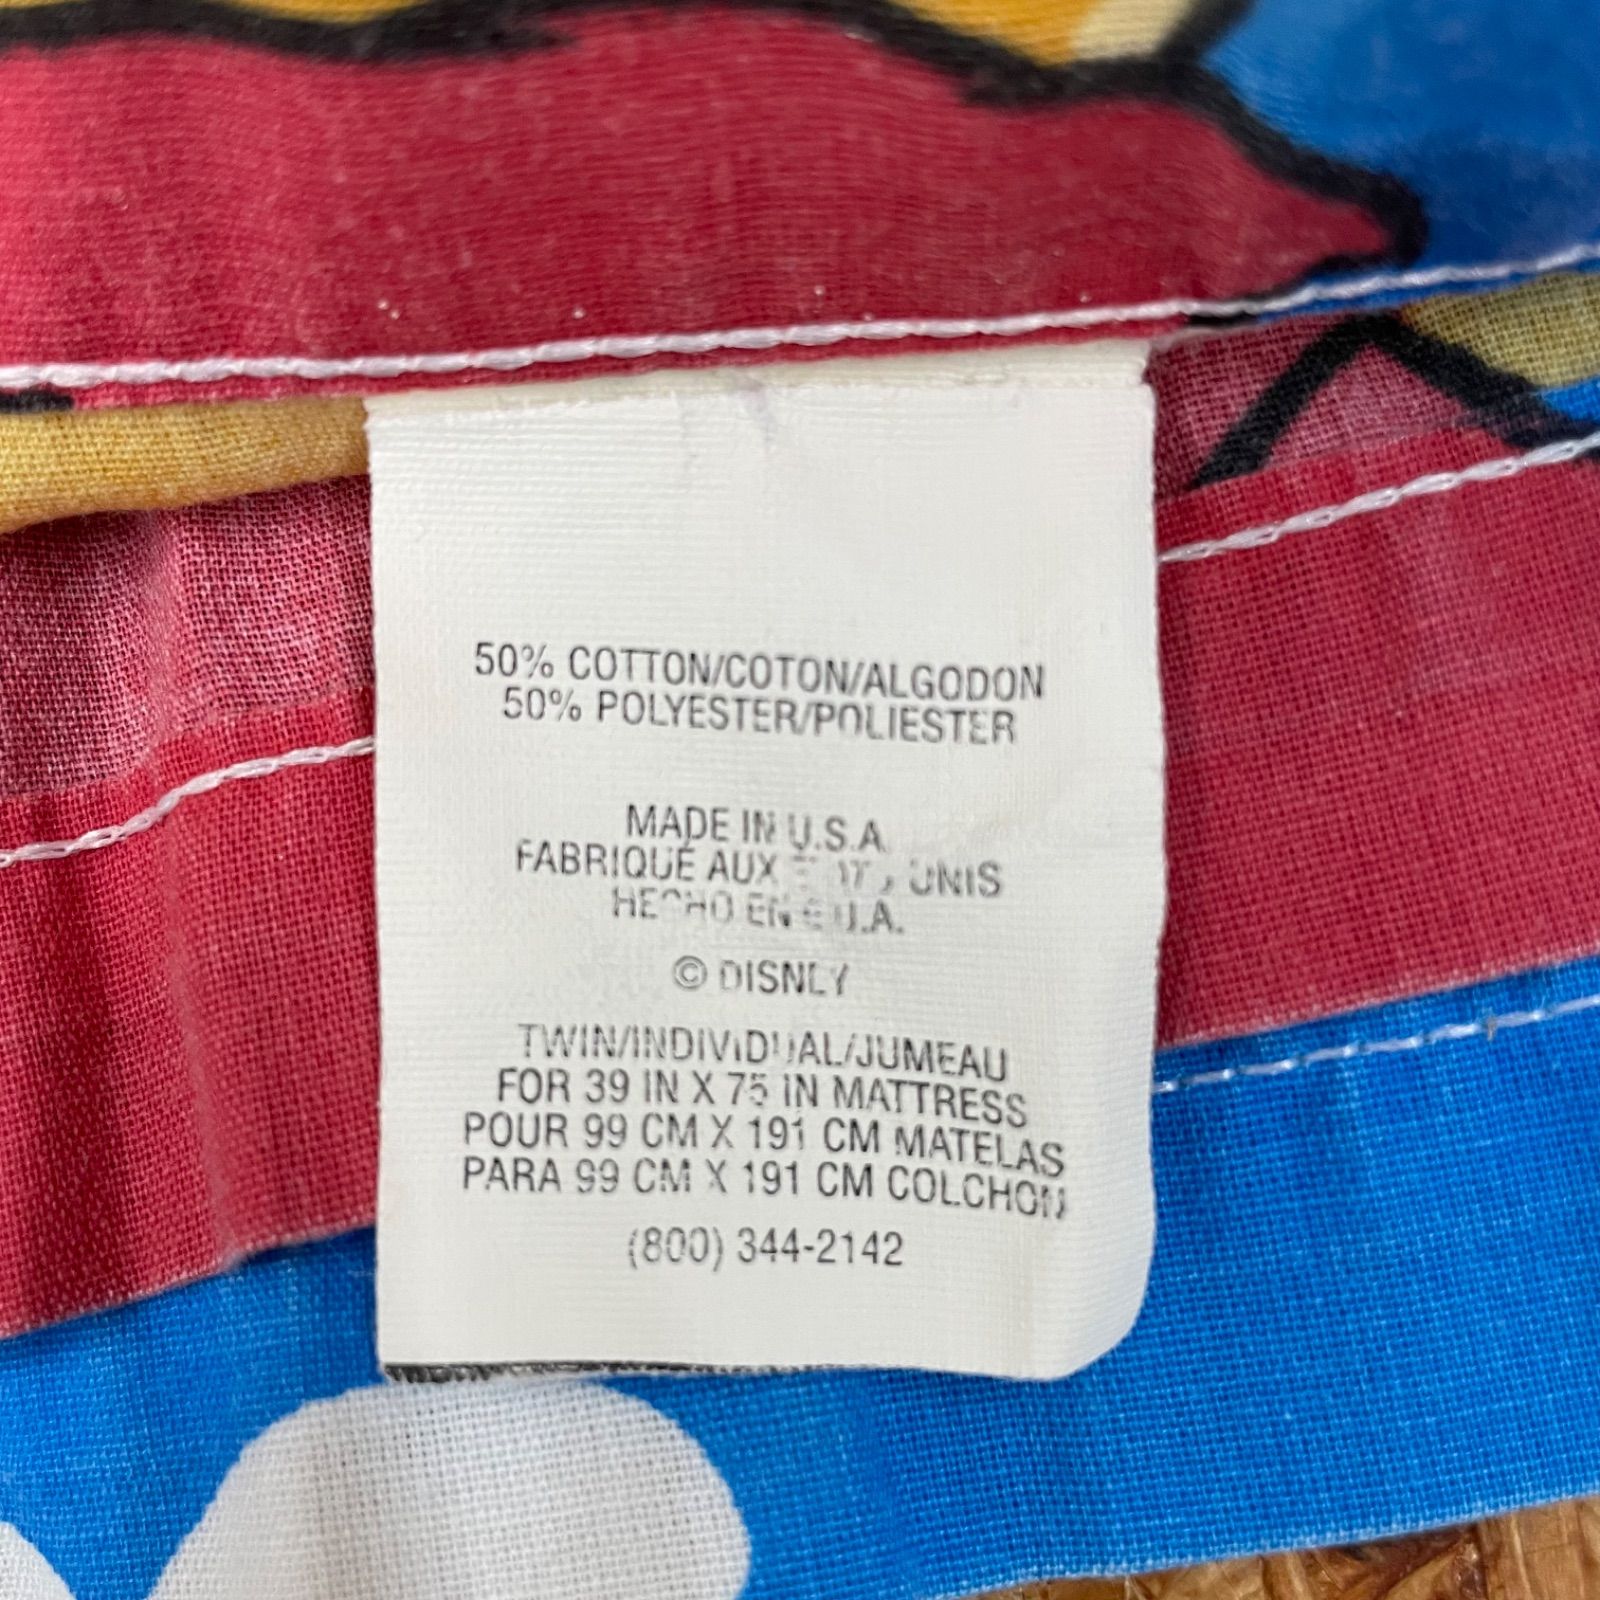 50% COTTON/COTON/ALGODON
50% POLYESTER/POLIESTER
MADE IN U.S.A.
FABRIQUÉ AUX ETATS UNIS
HECHO EN E.U.A.
© DISNEY
TWIN/INDIVIDUAL/JUMEAU
FOR 39 IN X 75 IN MATTRESS
POUR 99 CM X 191 CM MATELAS
PARA 99 CM X 191 CM COLCHON
(800) 344-2142